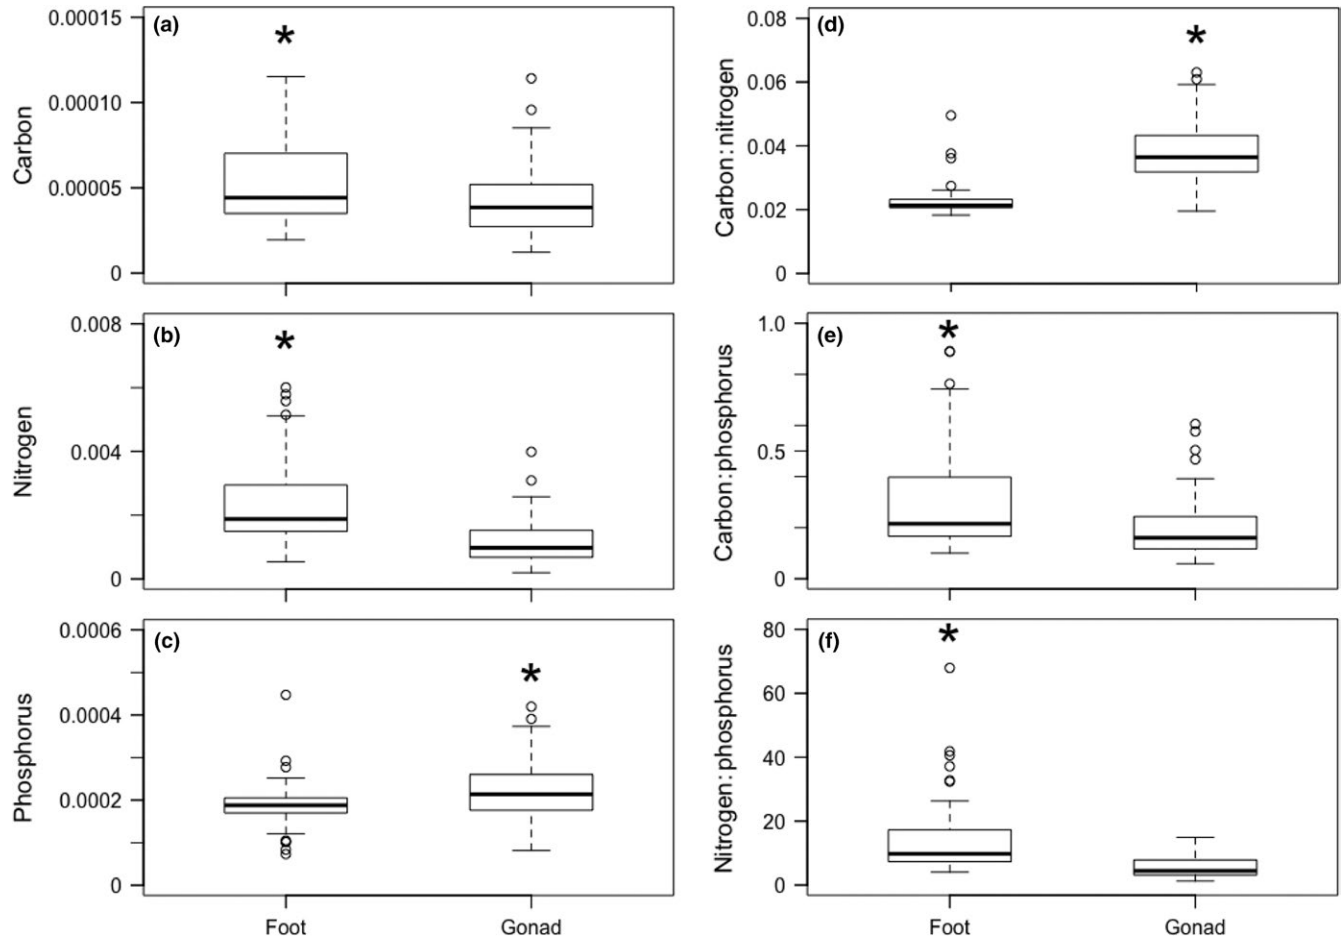 (a)
*
Carbon
0.00015
0.00010
0.00005
0
(d)
*
Carbon:nitrogen
0.08
0.06
0.04
0.02
0
(b)
*
Nitrogen
0.008
0.004
0
(e)
*
Carbon:phosphorus
1.0
0.5
0
(c)
*
Phosphorus
0.0006
0.0004
0.0002
0
Foot Gonad
(f)
*
Nitrogen:phosphorus
80
60
40
20
0
Foot Gonad